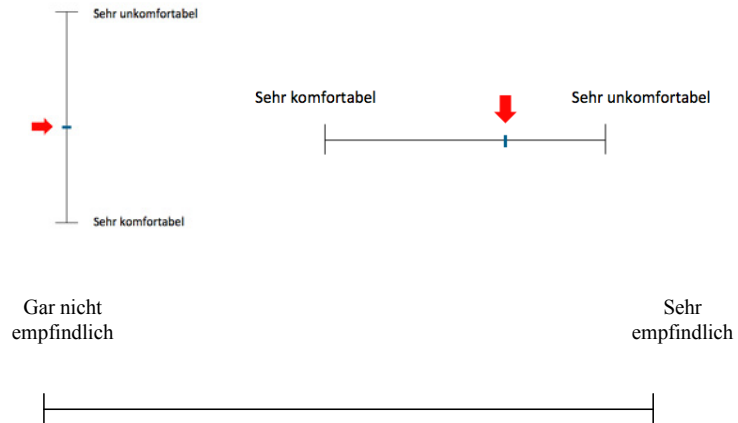 Sehr unkomfortabel
Sehr komfortabel
Sehr komfortabel
Sehr unkomfortabel
Gar nicht
empfindlich
Sehr
empfindlich